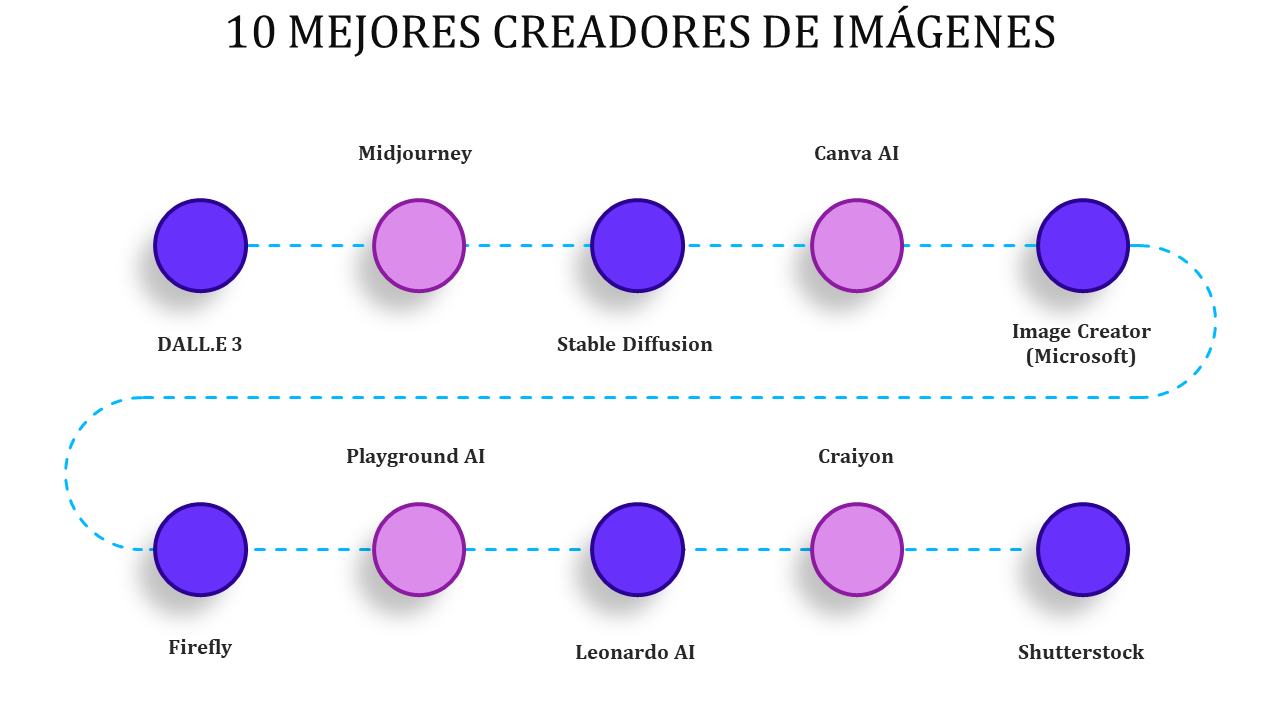 10 MEJORES CREADORES DE IMÁGENES
Midjourney
Canva AI
DALL.E 3
Stable Diffusion
Image Creator
(Microsoft)
Playground AI
Craiyon
Firefly
Leonardo AI
Shutterstock